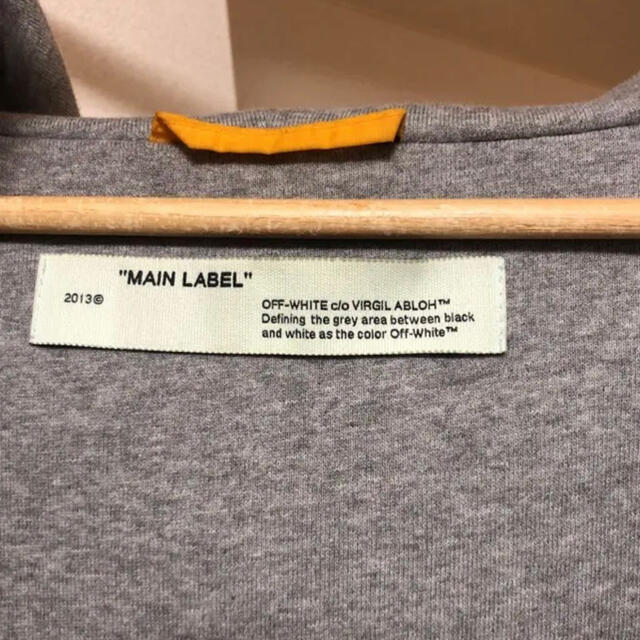 "MAIN LABEL"
2013©
OFF-WHITE c/o VIRGIL ABLOH™
Defining the grey area between black
and white as the color Off-White™